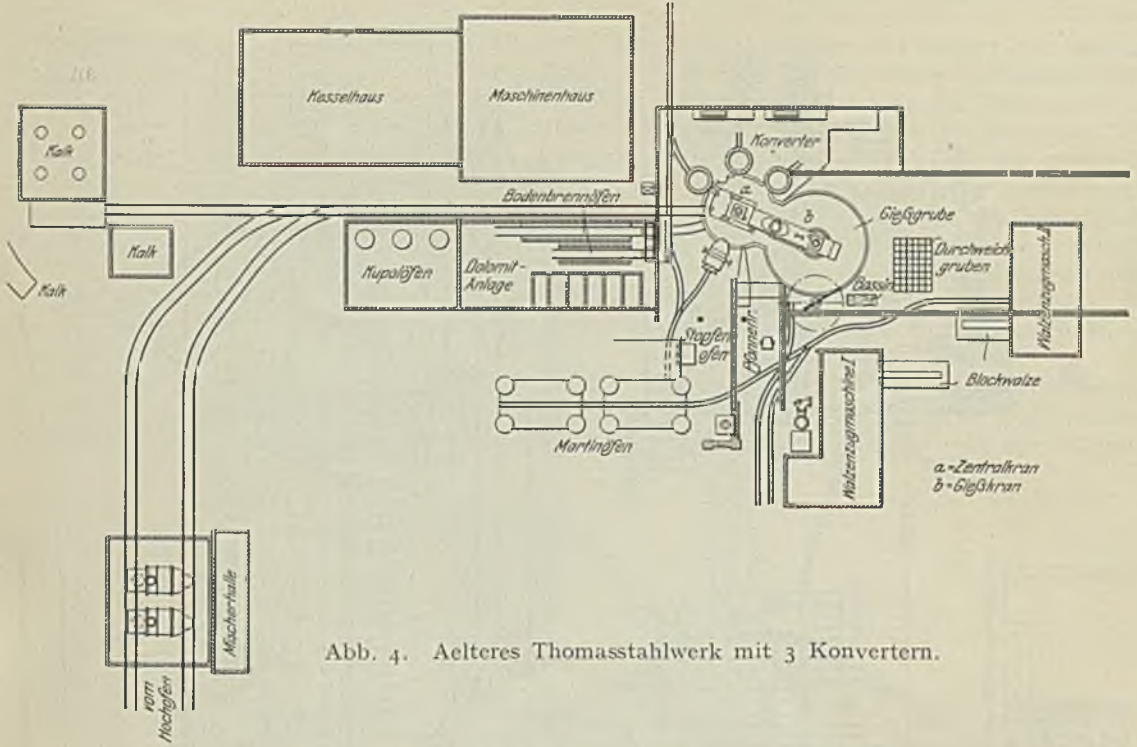 Kesselhaus
Maschinenhaus
Konverter
a
b
Kalk
Bodenbrennöfen
Gießgrube
Kalk
Kalk
Kupolöfen
Dolomit-
Anlage
Durchweich-
gruben
Bassin
Walzenzugmasch.II
Stopfen
öfen
Pfannenr.
Blockwalze
Martinöfen
Walzenzugmaschine I
a=Zentralkran
b=Gießkran
Mischerhalle
vom
Hochofen
Abb. 4. Aelteres Thomasstahlwerk mit 3 Konvertern.